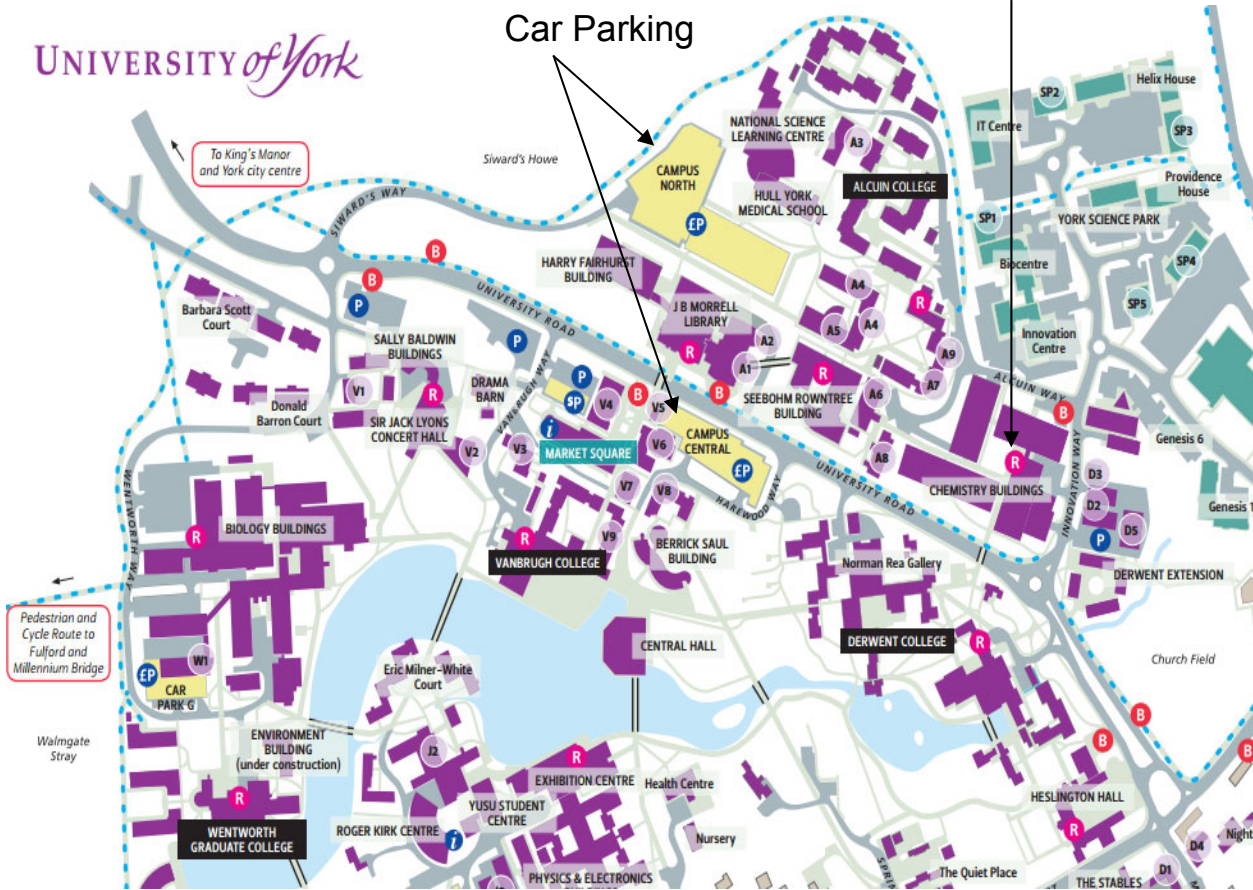 UNIVERSITY of York
Car Parking
To King's Manor
and York city centre
Siward's Howe
SIWARD'S WAY
CAMPUS
NORTH
£P
NATIONAL SCIENCE
LEARNING CENTRE
A3
HULL YORK
MEDICAL SCHOOL
ALCUIN COLLEGE
SP2
Helix House
IT Centre
SP3
Providence
House
SP1
YORK SCIENCE PARK
SP4
Biocentre
SP5
Innovation
Centre
B
B
P
UNIVERSITY ROAD
HARRY FAIRHURST
BUILDING
J B MORRELL
LIBRARY
R
A4
A4
A5
R
A2
A1
A9
A7
ALCUIN WAY
Barbara Scott
Court
SALLY BALDWIN
BUILDINGS
P
P
$P
V4
B
V5
B
SEEBOHM ROWNTREE
BUILDING
R
A6
B
V1
R
DRAMA
BARN
VANBRUGH WAY
Donald
Barron Court
SIR JACK LYONS
CONCERT HALL
i
MARKET SQUARE
V6
CAMPUS
CENTRAL
£P
V2
V3
V7
V8
HAREWOOD WAY
A8
UNIVERSITY ROAD
R
CHEMISTRY BUILDINGS
INNOVATION WAY
Genesis 6
D3
D2
D5
P
Genesis 1
DERWENT EXTENSION
WENTWORTH WAY
BIOLOGY BUILDINGS
R
R
V9
VANBRUGH COLLEGE
BERRICK SAUL
BUILDING
Norman Rea Gallery
Pedestrian and
Cycle Route to
Fulford and
Millennium Bridge
W1
£P
CAR
PARK G
CENTRAL HALL
DERWENT COLLEGE
R
Church Field
Eric Milner-White
Court
Walmgate
Stray
ENVIRONMENT
BUILDING
(under construction)
J2
R
EXHIBITION CENTRE
Health Centre
B
B
B
R
WENTWORTH
GRADUATE COLLEGE
ROGER KIRK CENTRE
i
YUSU STUDENT
CENTRE
Nursery
HESLINGTON HALL
R
PHYSICS & ELECTRONICS
The Quiet Place
THE STABLES
D1
D4